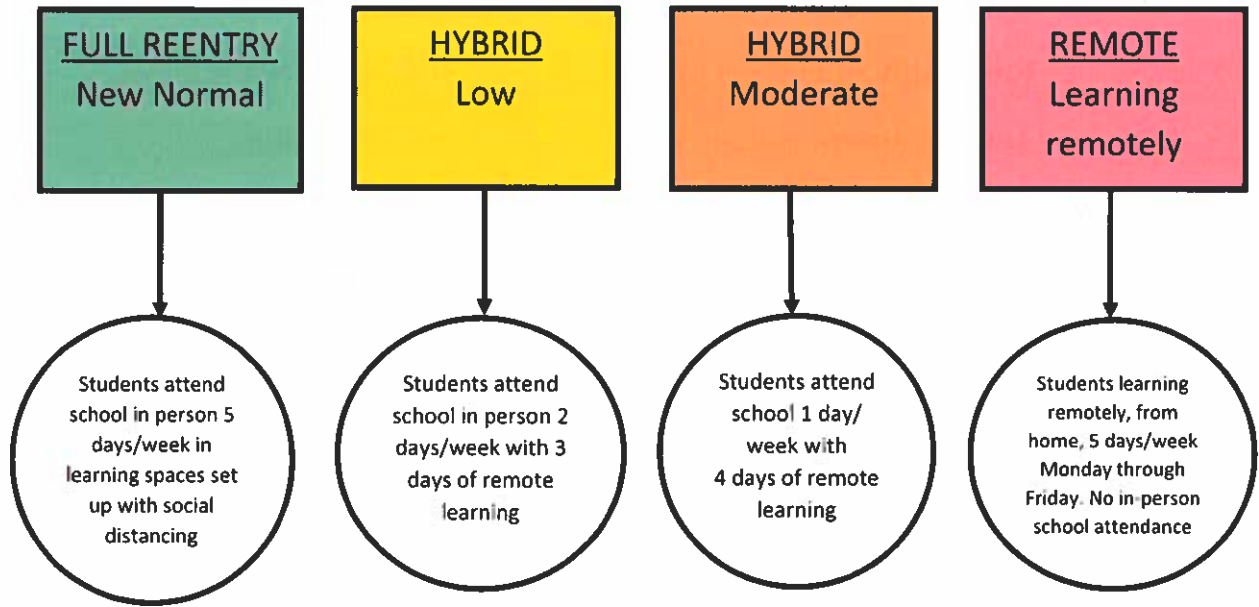 FULL REENTRY
New Normal
HYBRID
Low
HYBRID
Moderate
REMOTE
Learning
remotely
Students attend
school in person 5
days/week in
learning spaces set
up with social
distancing
Students attend
school in person 2
days/week with 3
days of remote
learning
Students attend
school 1 day/
week with
4 days of remote
learning
Students learning
remotely, from
home, 5 days/week
Monday through
Friday. No in-person
school attendance